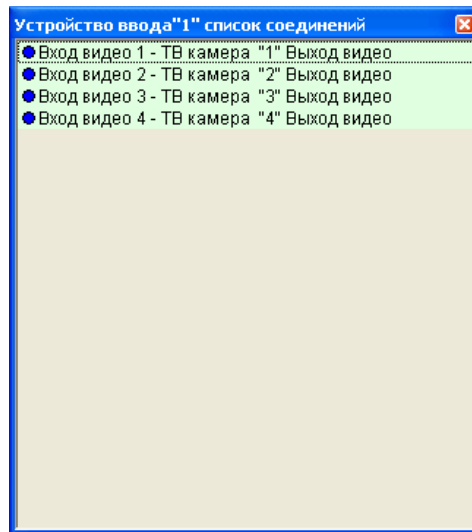 Устройство ввода"1" список соединений
Вход видео 1 - ТВ камера "1" Выход видео
Вход видео 2 - ТВ камера "2" Выход видео
Вход видео 3 - ТВ камера "3" Выход видео
Вход видео 4 - ТВ камера "4" Выход видео